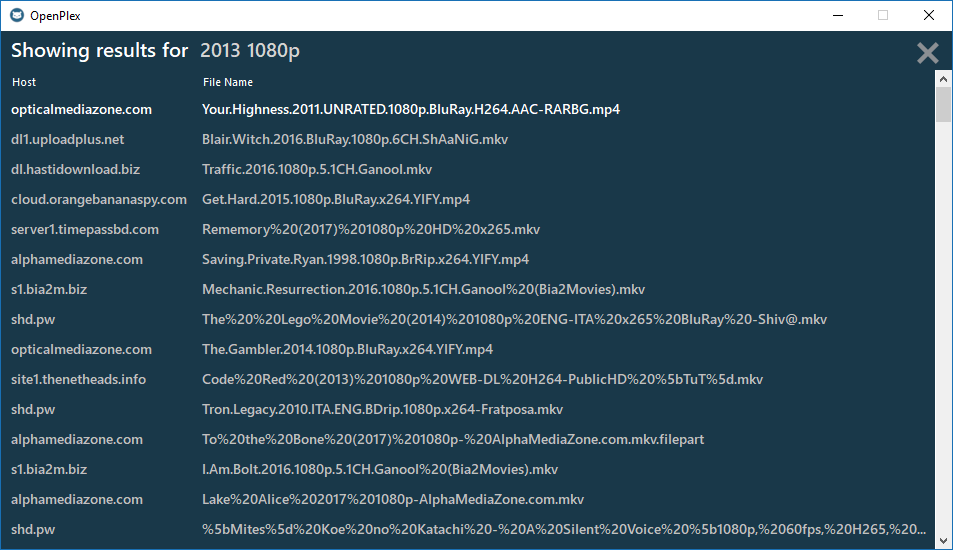 OpenPlex
Showing results for 2013 1080p
Host File Name
opticalmediazone.com Your.Highness.2011.UNRATED.1080p.BluRay.H264.AAC-RARBG.mp4
dl1.uploadplus.net Blair.Witch.2016.BluRay.1080p.6CH.ShAaNiG.mkv
dl.hastidownload.biz Traffic.2016.1080p.5.1CH.Ganool.mkv
cloud.orangebananaspy.com Get.Hard.2015.1080p.BluRay.x264.YIFY.mp4
server1.timepassbd.com Rememory%20(2017)%201080p%20HD%20x265.mkv
alphamediazone.com Saving.Private.Ryan.1998.1080p.BrRip.x264.YIFY.mp4
s1.bia2m.biz Mechanic.Resurrection.2016.1080p.5.1CH.Ganool%20(Bia2Movies).mkv
shd.pw The%20%20Lego%20Movie%20(2014)%201080p%20ENG-ITA%20x265%20BluRay%20-Shiv@.mkv
opticalmediazone.com The.Gambler.2014.1080p.BluRay.x264.YIFY.mp4
site1.thenetheads.info Code%20Red%20(2013)%201080p%20WEB-DL%20H264-PublicHD%20%5bTuT%5d.mkv
shd.pw Tron.Legacy.2010.ITA.ENG.BDrip.1080p.x264-Fratposa.mkv
alphamediazone.com To%20the%20Bone%20(2017)%201080p-%20AlphaMediaZone.com.mkv.filepart
s1.bia2m.biz I.Am.Bolt.2016.1080p.5.1CH.Ganool%20(Bia2Movies).mkv
alphamediazone.com Lake%20Alice%202017%201080p-AlphaMediaZone.com.mkv
shd.pw %5bMites%5d%20Koe%20no%20Katachi%20-%20A%20Silent%20Voice%20%5b1080p,%2060fps,%20H265,%20...